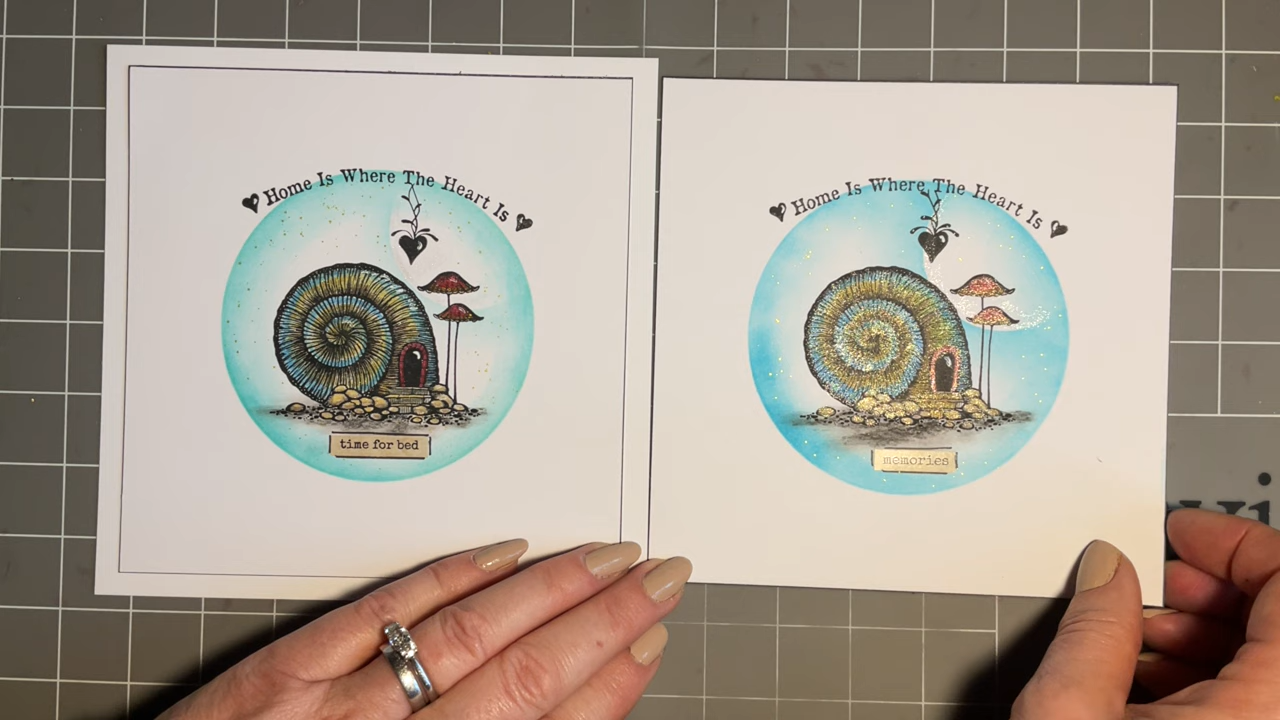 Home Is Where The Heart Is
time for bed
Home Is Where The Heart Is
memories